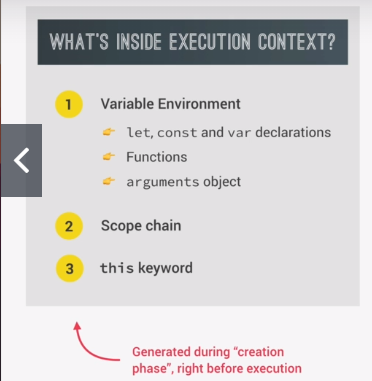 WHAT'S INSIDE EXECUTION CONTEXT?
1 Variable Environment
let, const and var declarations
Functions
arguments object
2 Scope chain
3 this keyword
Generated during “creation
phase”, right before execution